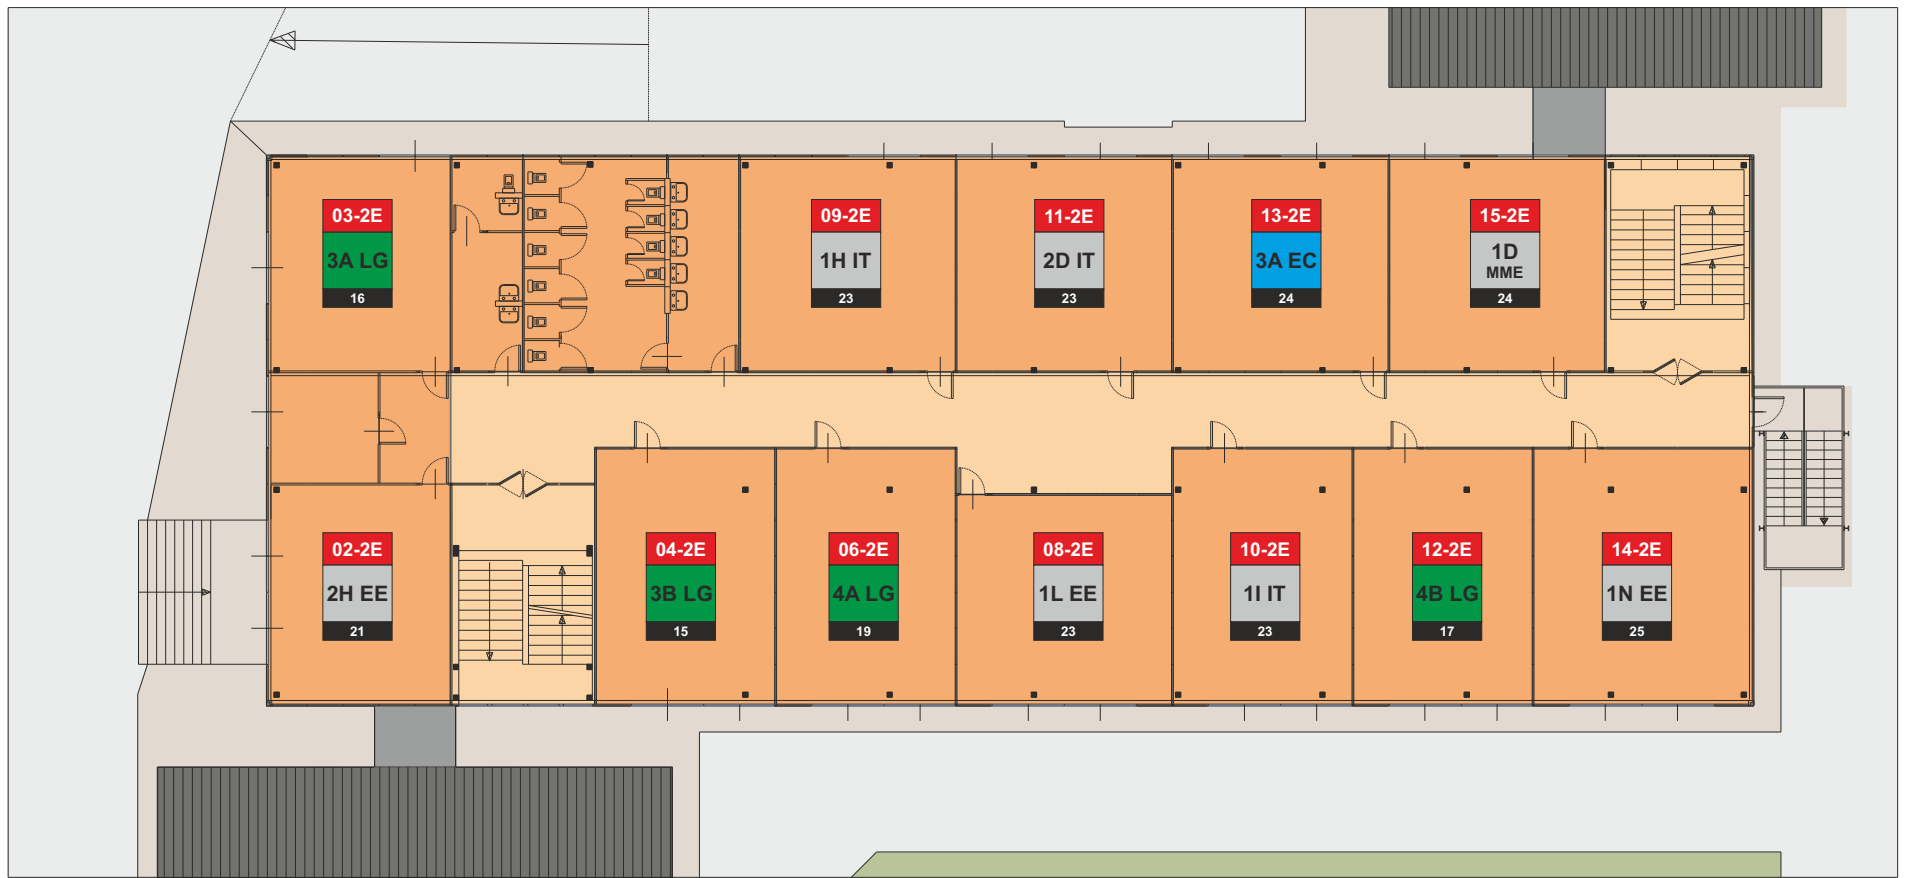 03-2E
3A LG
16
09-2E
1H IT
23
11-2E
2D IT
23
13-2E
3A EC
24
15-2E
1D
MME
24
02-2E
2H EE
21
04-2E
3B LG
15
06-2E
4A LG
19
08-2E
1L EE
23
10-2E
1I IT
23
12-2E
4B LG
17
14-2E
1N EE
25